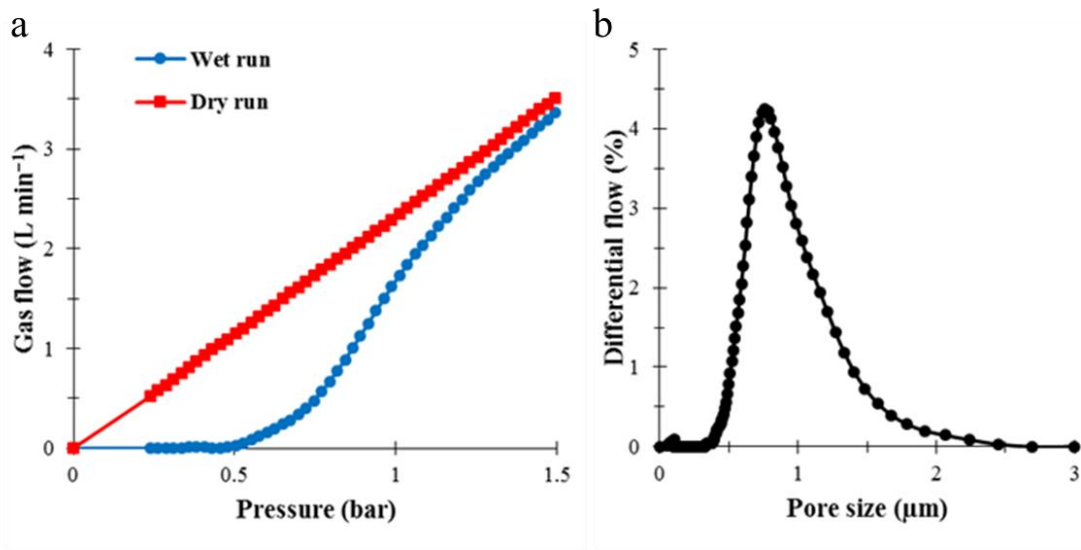 a
4
3
2
1
0
Gas flow (L min⁻¹)
Wet run
Dry run
0
0.5
1
1.5
Pressure (bar)
b
5
4
3
2
1
0
Differential flow (%)
0
1
2
3
Pore size (µm)